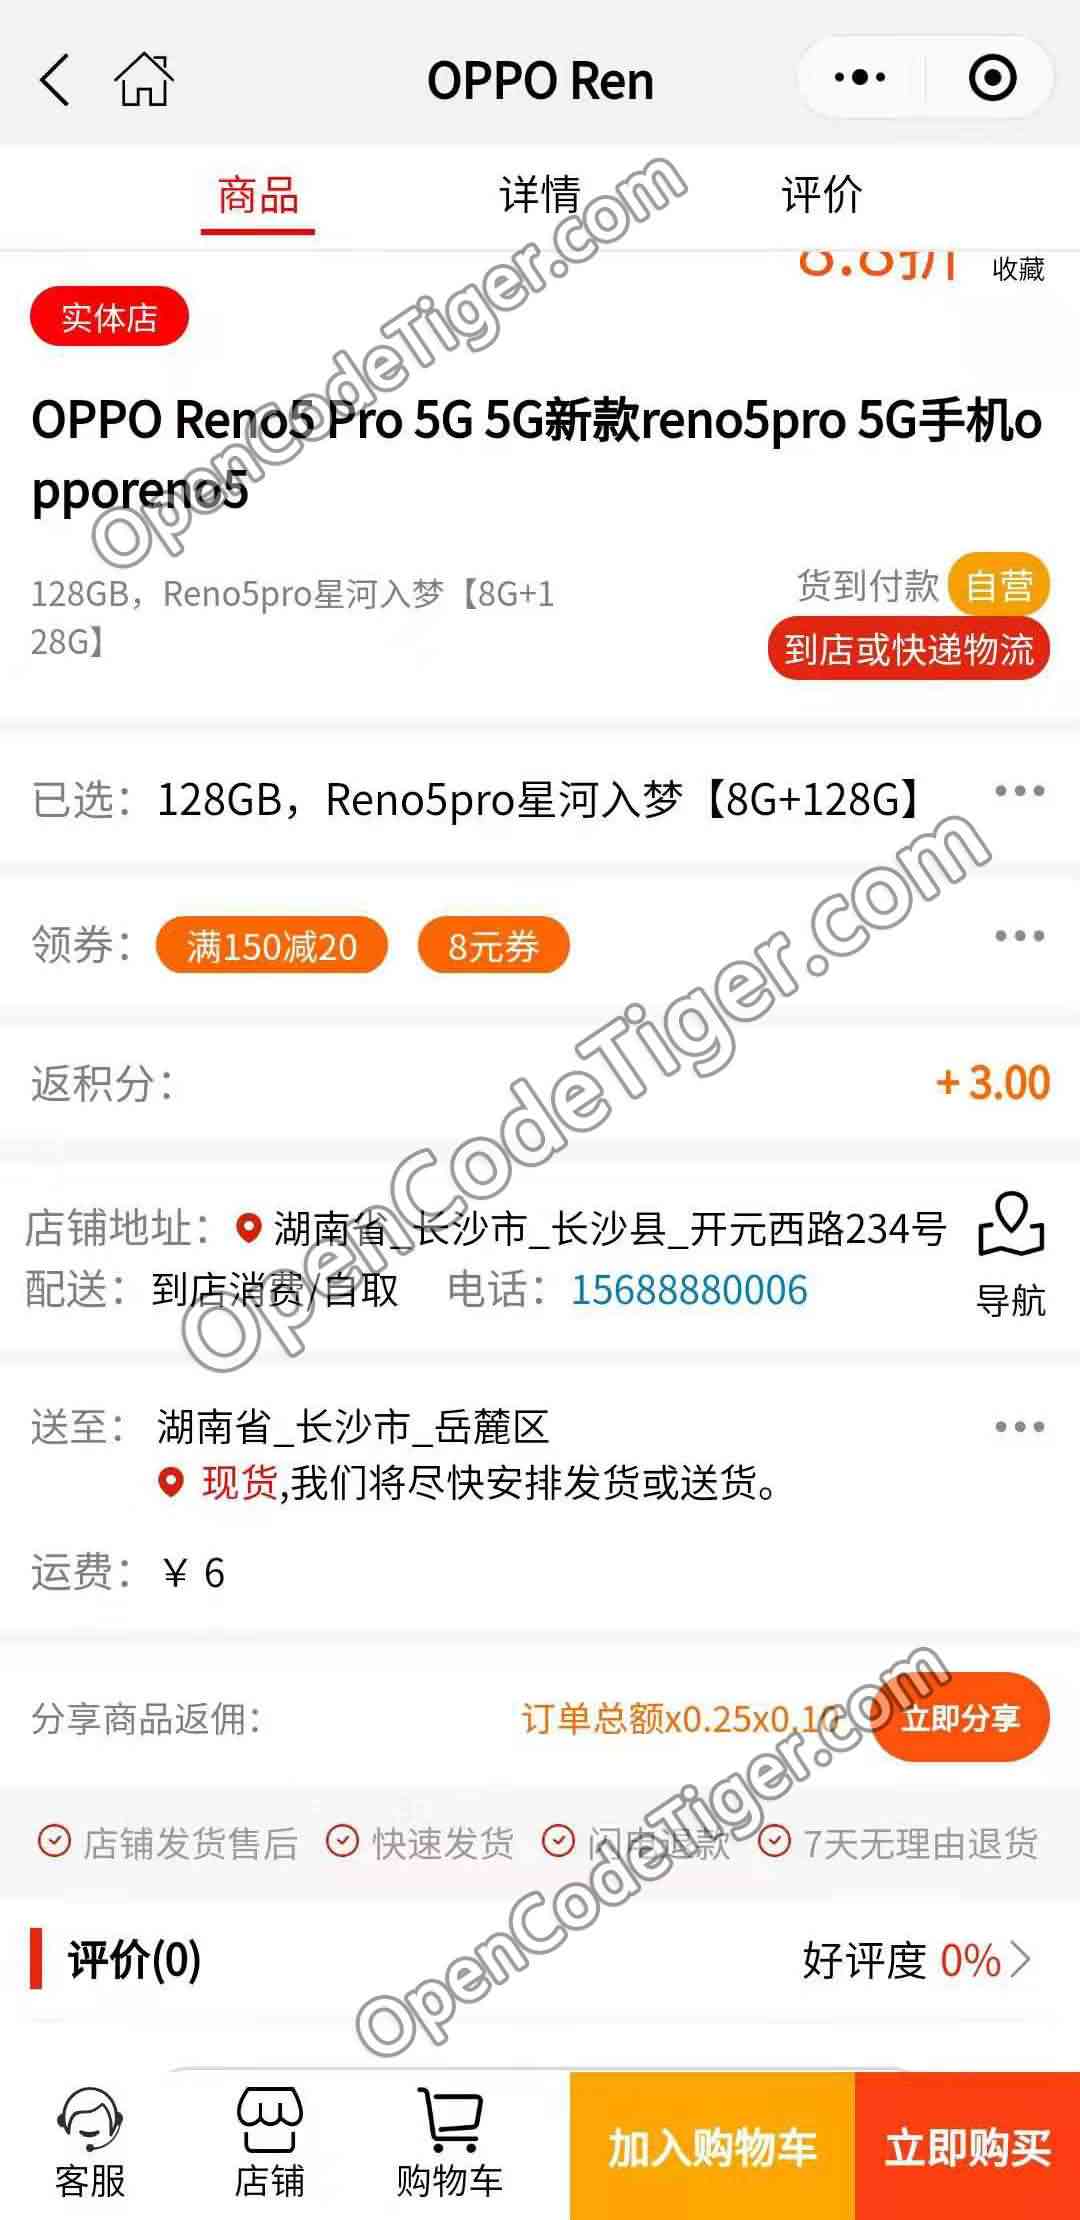 OPPO Ren
商品 详情 评价
8.8折 收藏
实体店
OPPO Reno5 Pro 5G 5G新款reno5pro 5G手机o
pporeno5
128GB，Reno5pro星河入梦【8G+1
28G】
货到付款 自营
到店或快递物流
已选： 128GB，Reno5pro星河入梦【8G+128G】
领券： 满150减20 8元券
返积分： + 3.00
店铺地址： 湖南省_长沙市_长沙县_开元西路234号
配送： 到店消费/自取 电话： 15688880006
导航
送至： 湖南省_长沙市_岳麓区
现货,我们将尽快安排发货或送货。
运费： ¥ 6
分享商品返佣： 订单总额x0.25x0.10 立即分享
店铺发货售后 快速发货 闪电退款 7天无理由退货
评价(0) 好评度 0%
客服 店铺 购物车 加入购物车 立即购买
OpenCodeTiger.com
OpenCodeTiger.com
OpenCodeTiger.com